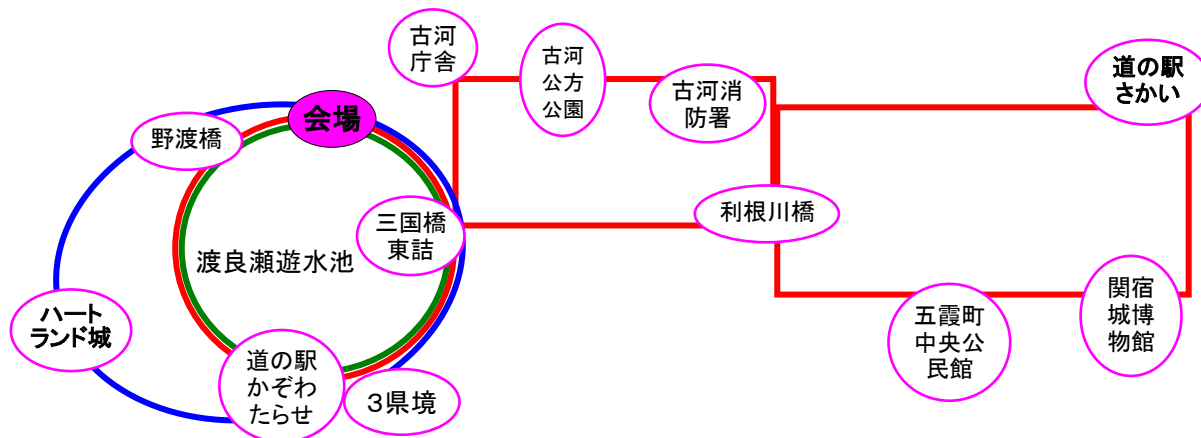 古河
庁舎
古河
公方
公園
古河消
防署
道の駅
さかい
会場
野渡橋
三国橋
東詰
利根川橋
渡良瀬遊水池
ハート
ランド城
道の駅
かぞわ
たらせ
3県境
五霞町
中央公
民館
関宿
城博
物館